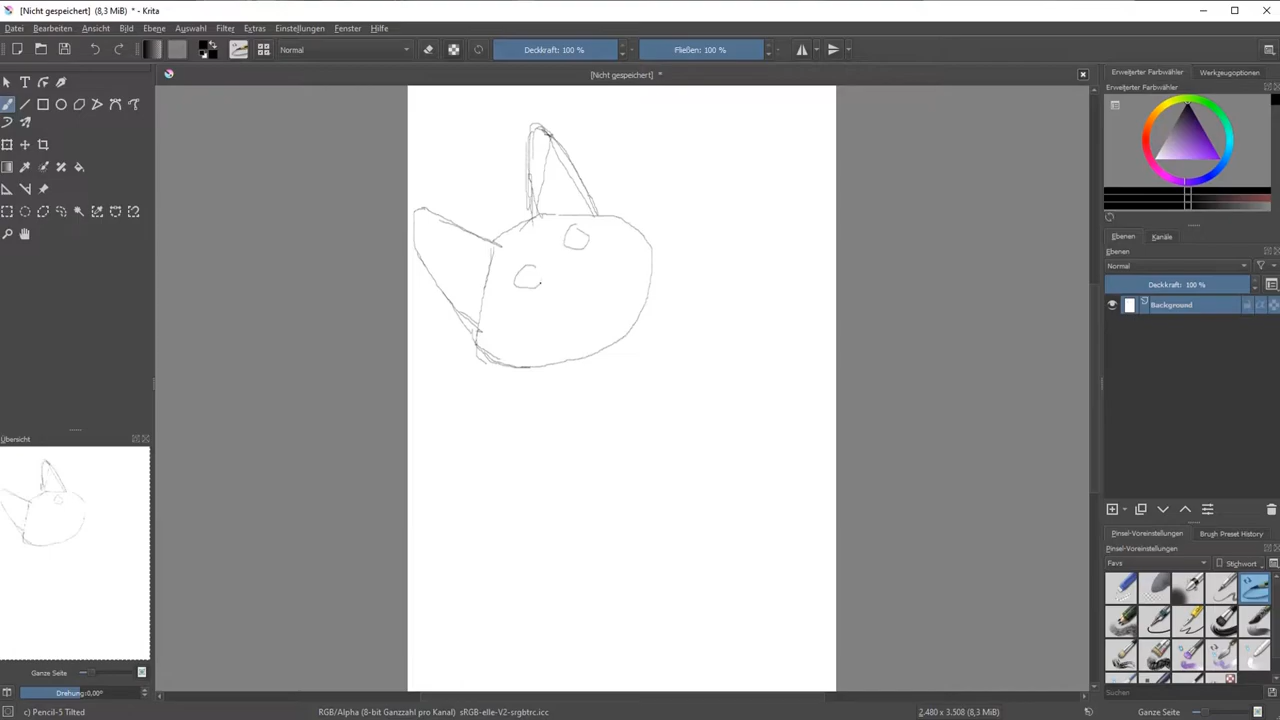 [Nicht gespeichert] (8,3 MiB) * - Krita
Datei Bearbeiten Ansicht Bild Ebene Auswahl Filter Extras Einstellungen Fenster Hilfe
Normal Deckkraft: 100 % Fließen: 100 %
[Nicht gespeichert] *
Erweiterter Farbwähler Werkzeugoptionen
Erweiterter Farbwähler
Ebenen Kanäle
Ebenen
Normal
Deckkraft: 100 %
Background
Übersicht
Ganze Seite
Drehung: 0,00°
Pinsel-Voreinstellungen Brush Preset History
Pinsel-Voreinstellungen
Favs Stichwort
Suchen
c) Pencil-5 Tilted RGB/Alpha (8-bit Ganzzahl pro Kanal) sRGB-elle-V2-srgbtrc.icc 2.480 x 3.508 (8,3 MiB) Ganze Seite